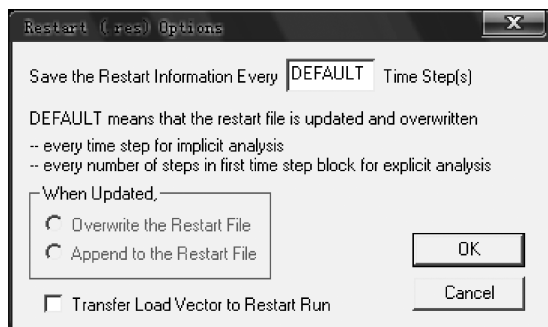 Restart (.res) Options
Save the Restart Information Every DEFAULT Time Step(s)
DEFAULT means that the restart file is updated and overwritten
-- every time step for implicit analysis
-- every number of steps in first time step block for explicit analysis
When Updated,
Overwrite the Restart File
Append to the Restart File
OK
Transfer Load Vector to Restart Run
Cancel